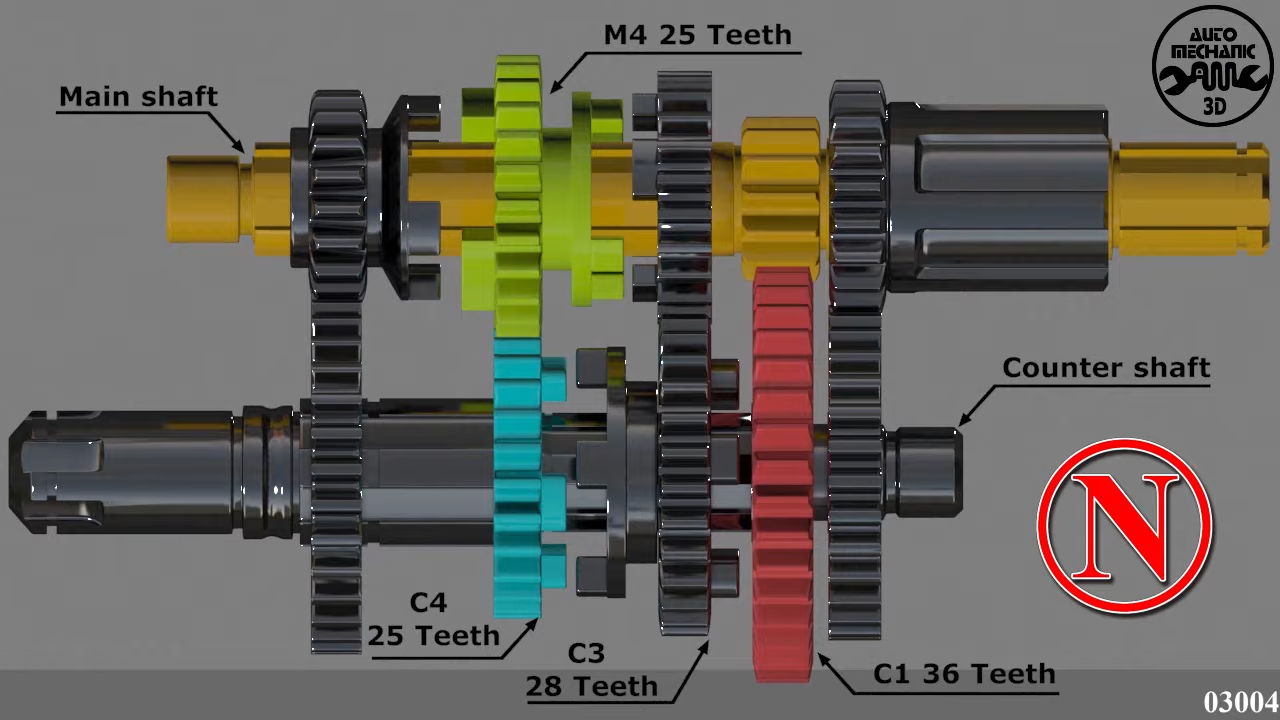 M4 25 Teeth
AUTO
MECHANIC
AMC
3D
Main shaft
Counter shaft
N
C4
25 Teeth
C3
28 Teeth
C1 36 Teeth
03004